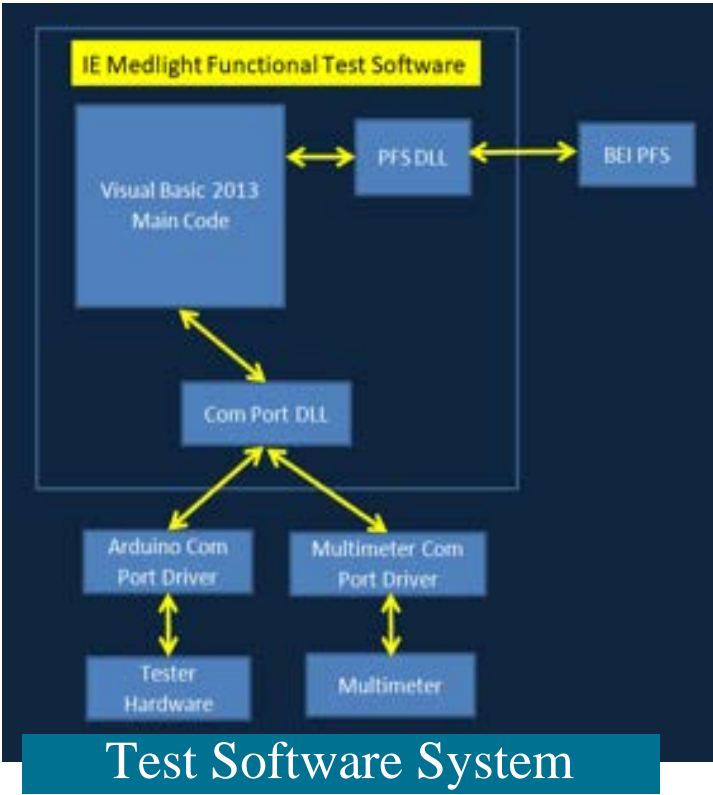 IE Medlight Functional Test Software
Visual Basic 2013
Main Code
PFS DLL
BEI PFS
Com Port DLL
Arduino Com
Port Driver
Multimeter Com
Port Driver
Tester
Hardware
Multimeter
Test Software System